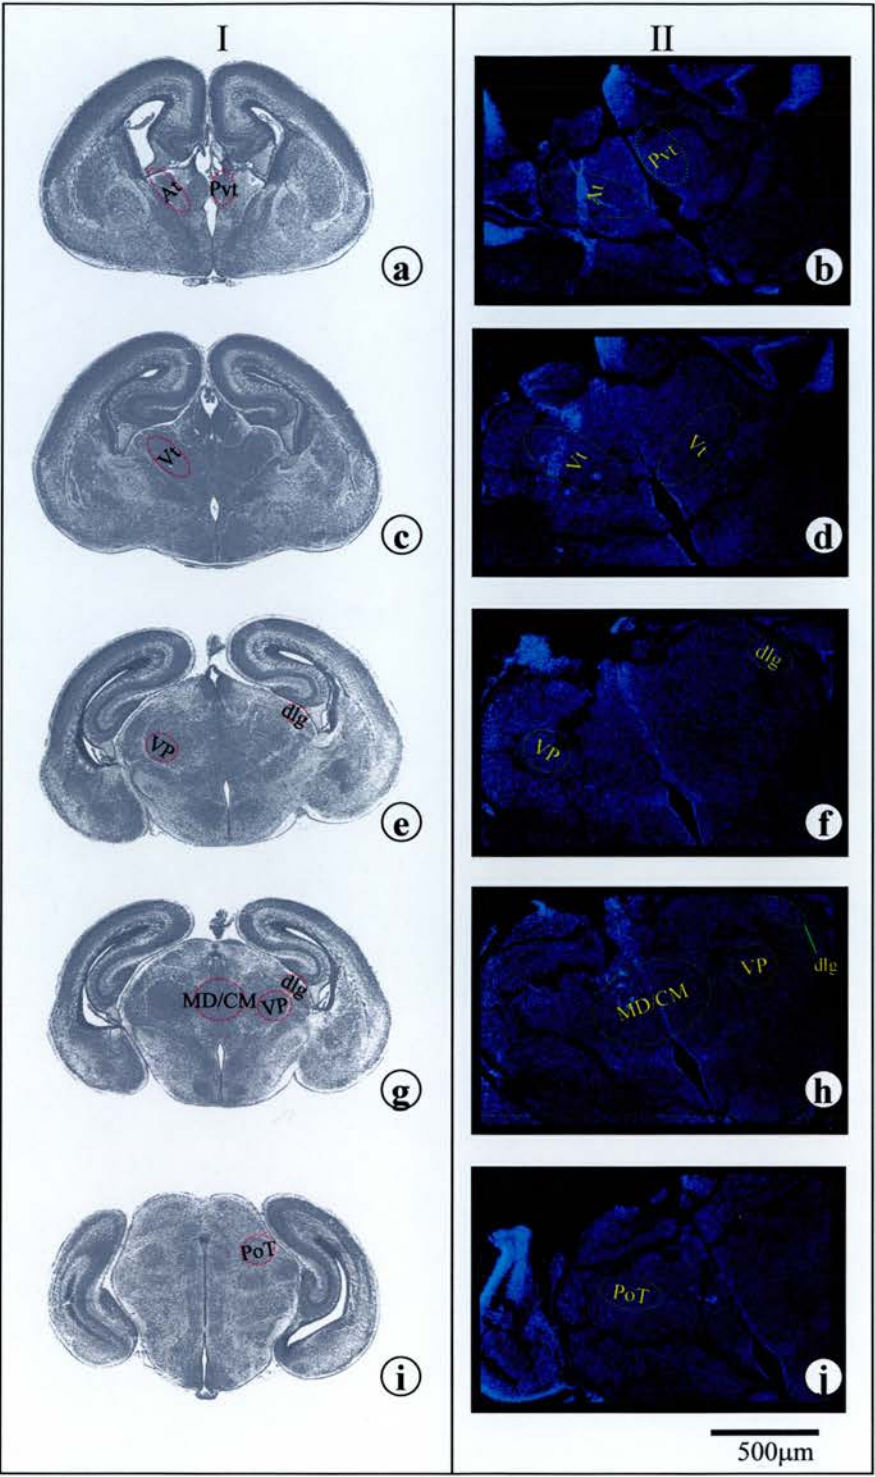 I
II
At
Pvt
a
At
Pvt
b
Vt
c
Vt
Vt
d
VP
dlg
e
VP
dlg
f
MD/CM
VP
dlg
g
MD/CM
VP
dlg
h
PoT
i
PoT
j
500μm